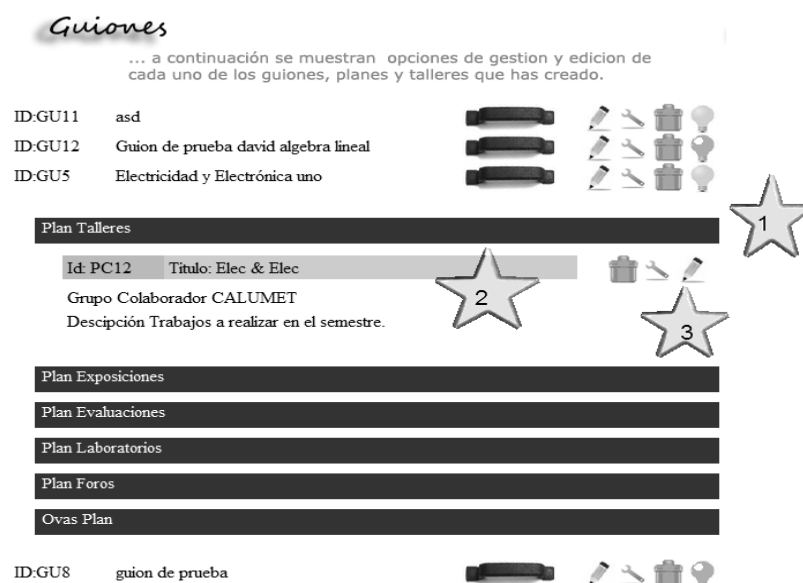 Guiones
... a continuación se muestran opciones de gestion y edicion de
cada uno de los guiones, planes y talleres que has creado.
ID:GU11 asd
ID:GU12 Guion de prueba david algebra lineal
ID:GU5 Electricidad y Electrónica uno
Plan Talleres
1
Id: PC12 Titulo: Elec & Elec
2
Grupo Colaborador CALUMET
Descipción Trabajos a realizar en el semestre.
3
Plan Exposiciones
Plan Evaluaciones
Plan Laboratorios
Plan Foros
Ovas Plan
ID:GU8 guion de prueba